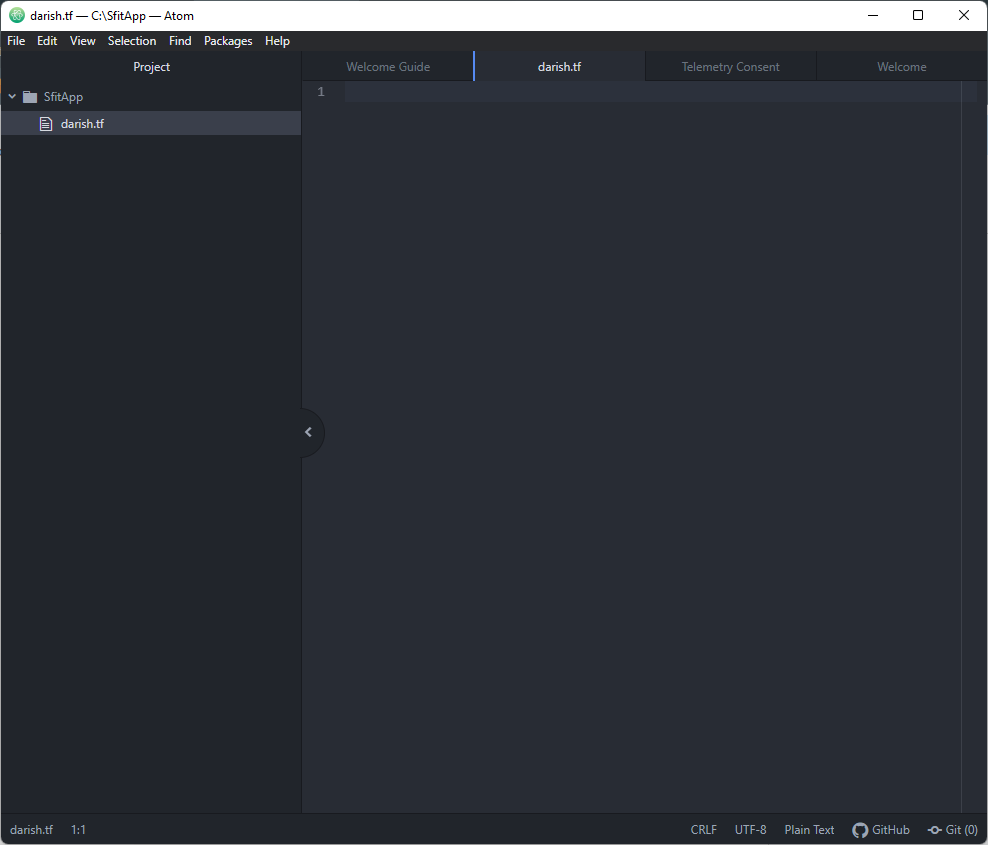 darish.tf — C:\SfitApp — Atom
File Edit View Selection Find Packages Help
Project
Welcome Guide darish.tf Telemetry Consent Welcome
SfitApp
1
darish.tf
darish.tf 1:1 CRLF UTF-8 Plain Text GitHub Git (0)